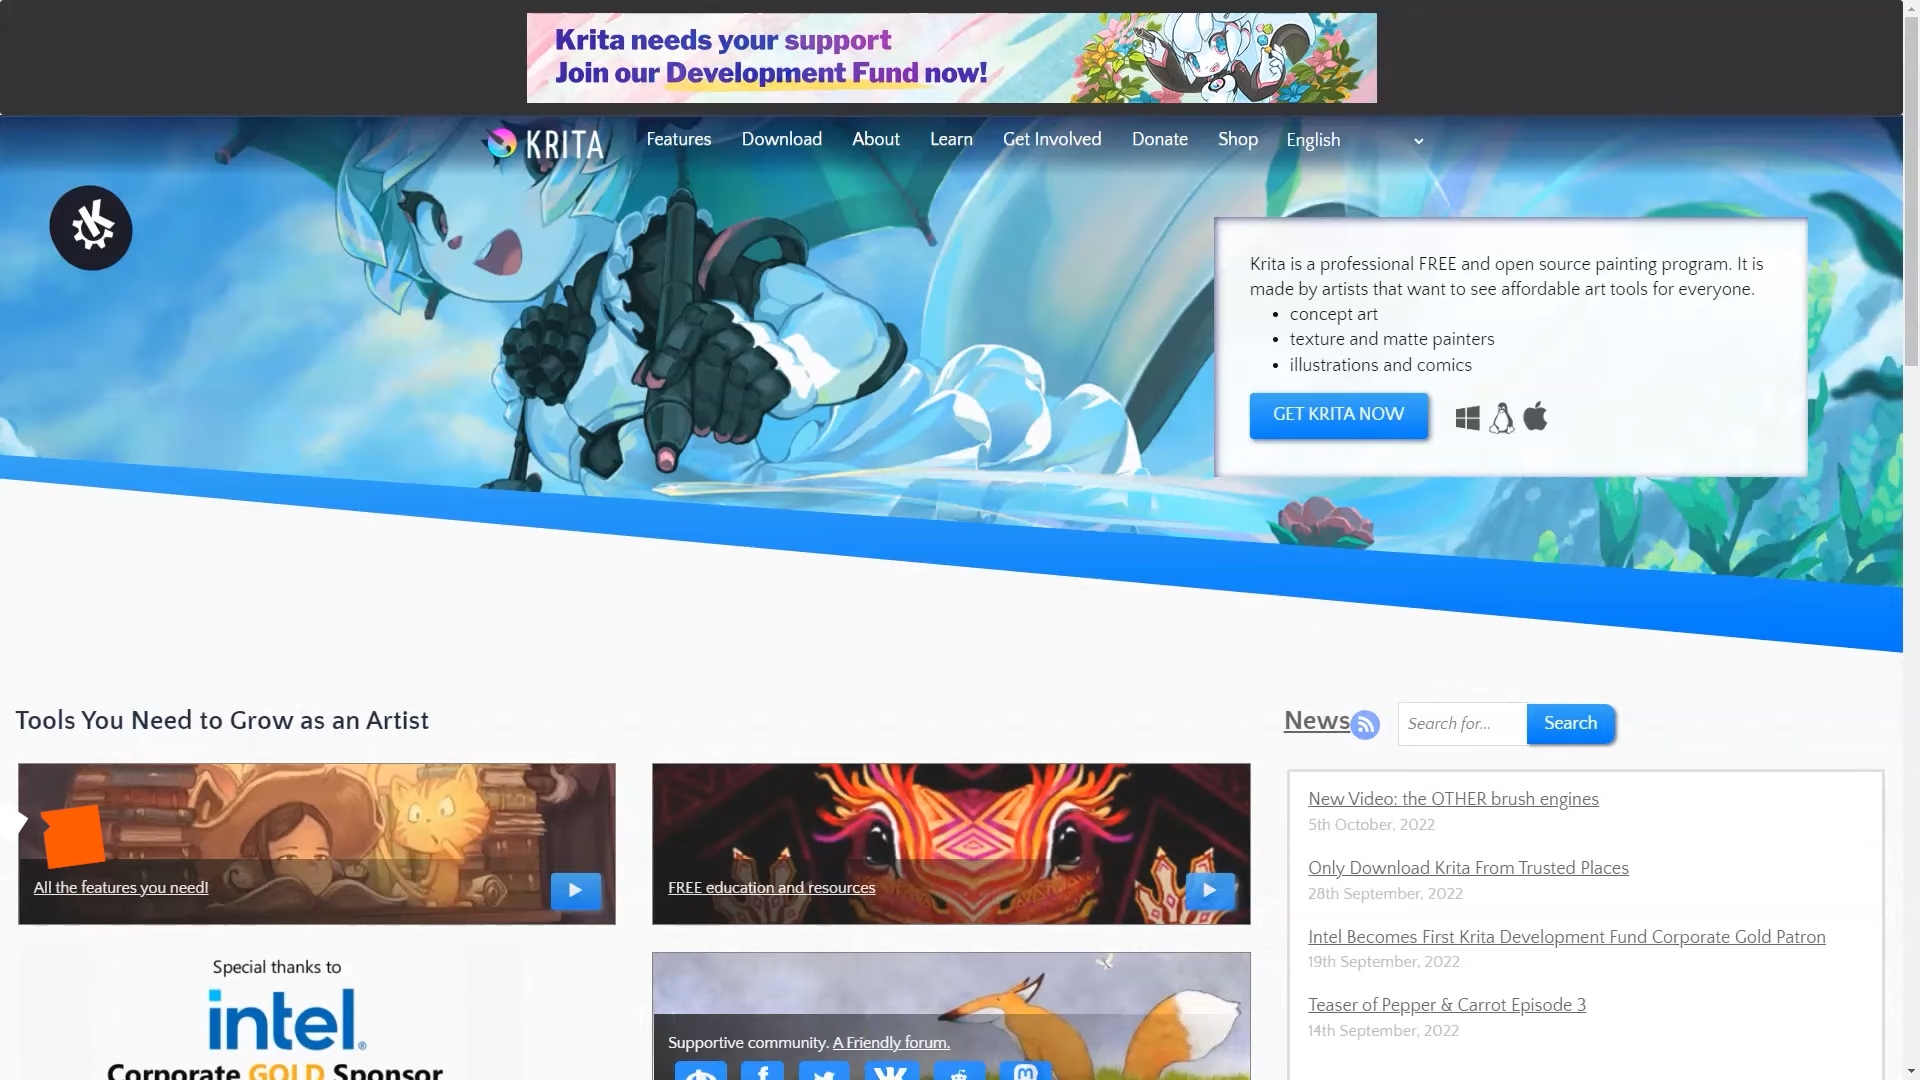 Krita needs your support
Join our Development Fund now!
KRITA
Features
Download
About
Learn
Get Involved
Donate
Shop
English
Krita is a professional FREE and open source painting program. It is
made by artists that want to see affordable art tools for everyone.
concept art
texture and matte painters
illustrations and comics
GET KRITA NOW
Tools You Need to Grow as an Artist
All the features you need!
FREE education and resources
Special thanks to
intel.
Corporate GOLD Sponsor
Supportive community. A Friendly forum.
News
Search for...
Search
New Video: the OTHER brush engines
5th October, 2022
Only Download Krita From Trusted Places
28th September, 2022
Intel Becomes First Krita Development Fund Corporate Gold Patron
19th September, 2022
Teaser of Pepper & Carrot Episode 3
14th September, 2022